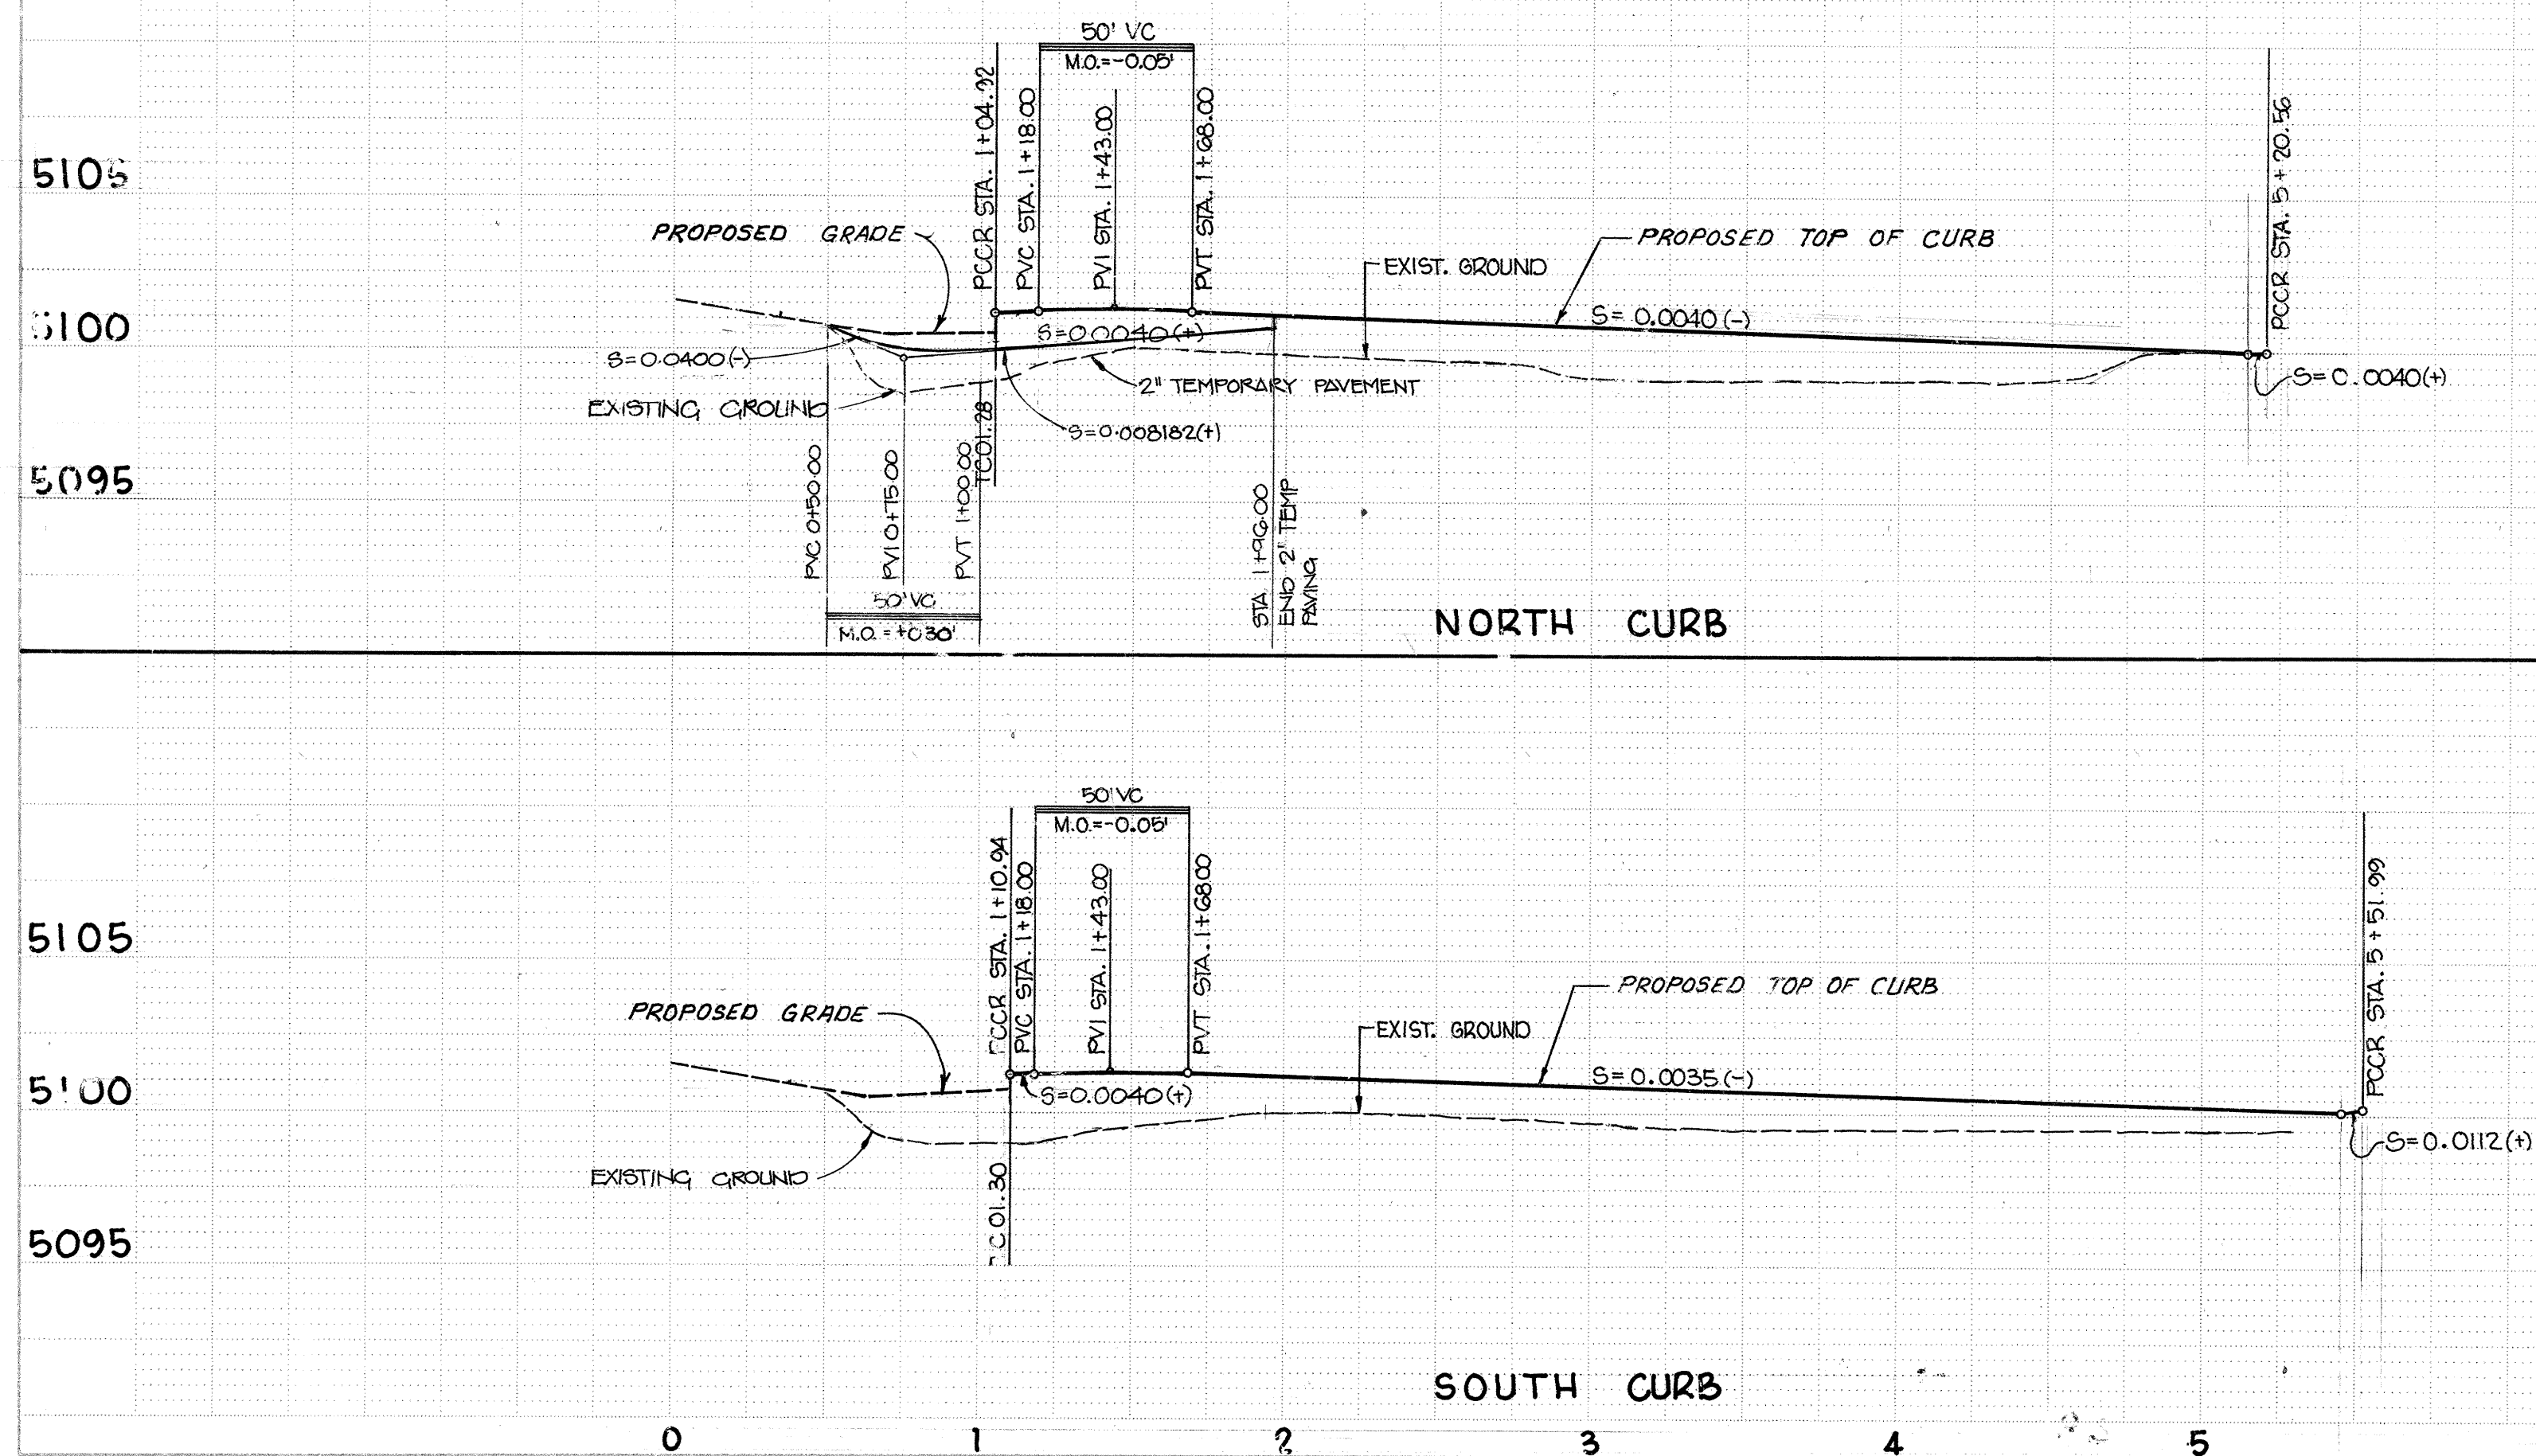 50' VC
M.O.=-0.05'
PCCR STA. 1+04.92
PVC STA. 1+18.00
PVI STA. 1+43.00
PVT STA. 1+68.00
PCCR STA. 5+20.56
5105
PROPOSED GRADE
PROPOSED TOP OF CURB
EXIST. GROUND
5100
S=0.0040(+)
S= 0.0040(-)
S=0.0400(-)
2" TEMPORARY PAVEMENT
S=0.0040(+)
EXISTING GROUND
TC01.28
S=0.008182(+)
5095
PVC 0+50.00
PVI 0+75.00
PVT 1+00.00
STA 1+96.00
END 2" TEMP
PAVING
50' VC
M.O.=+0.30'
NORTH CURB
50' VC
M.O.=-0.05'
PCCR STA. 1+10.94
PVC STA. 1+18.00
PVI STA. 1+43.00
PVT STA. 1+68.00
PCCR STA. 5+51.99
5105
PROPOSED GRADE
PROPOSED TOP OF CURB
EXIST. GROUND
5100
S=0.0040(+)
S=0.0035(-)
S=0.0112(+)
EXISTING GROUND
TC01.30
5095
SOUTH CURB
0 1 2 3 4 5